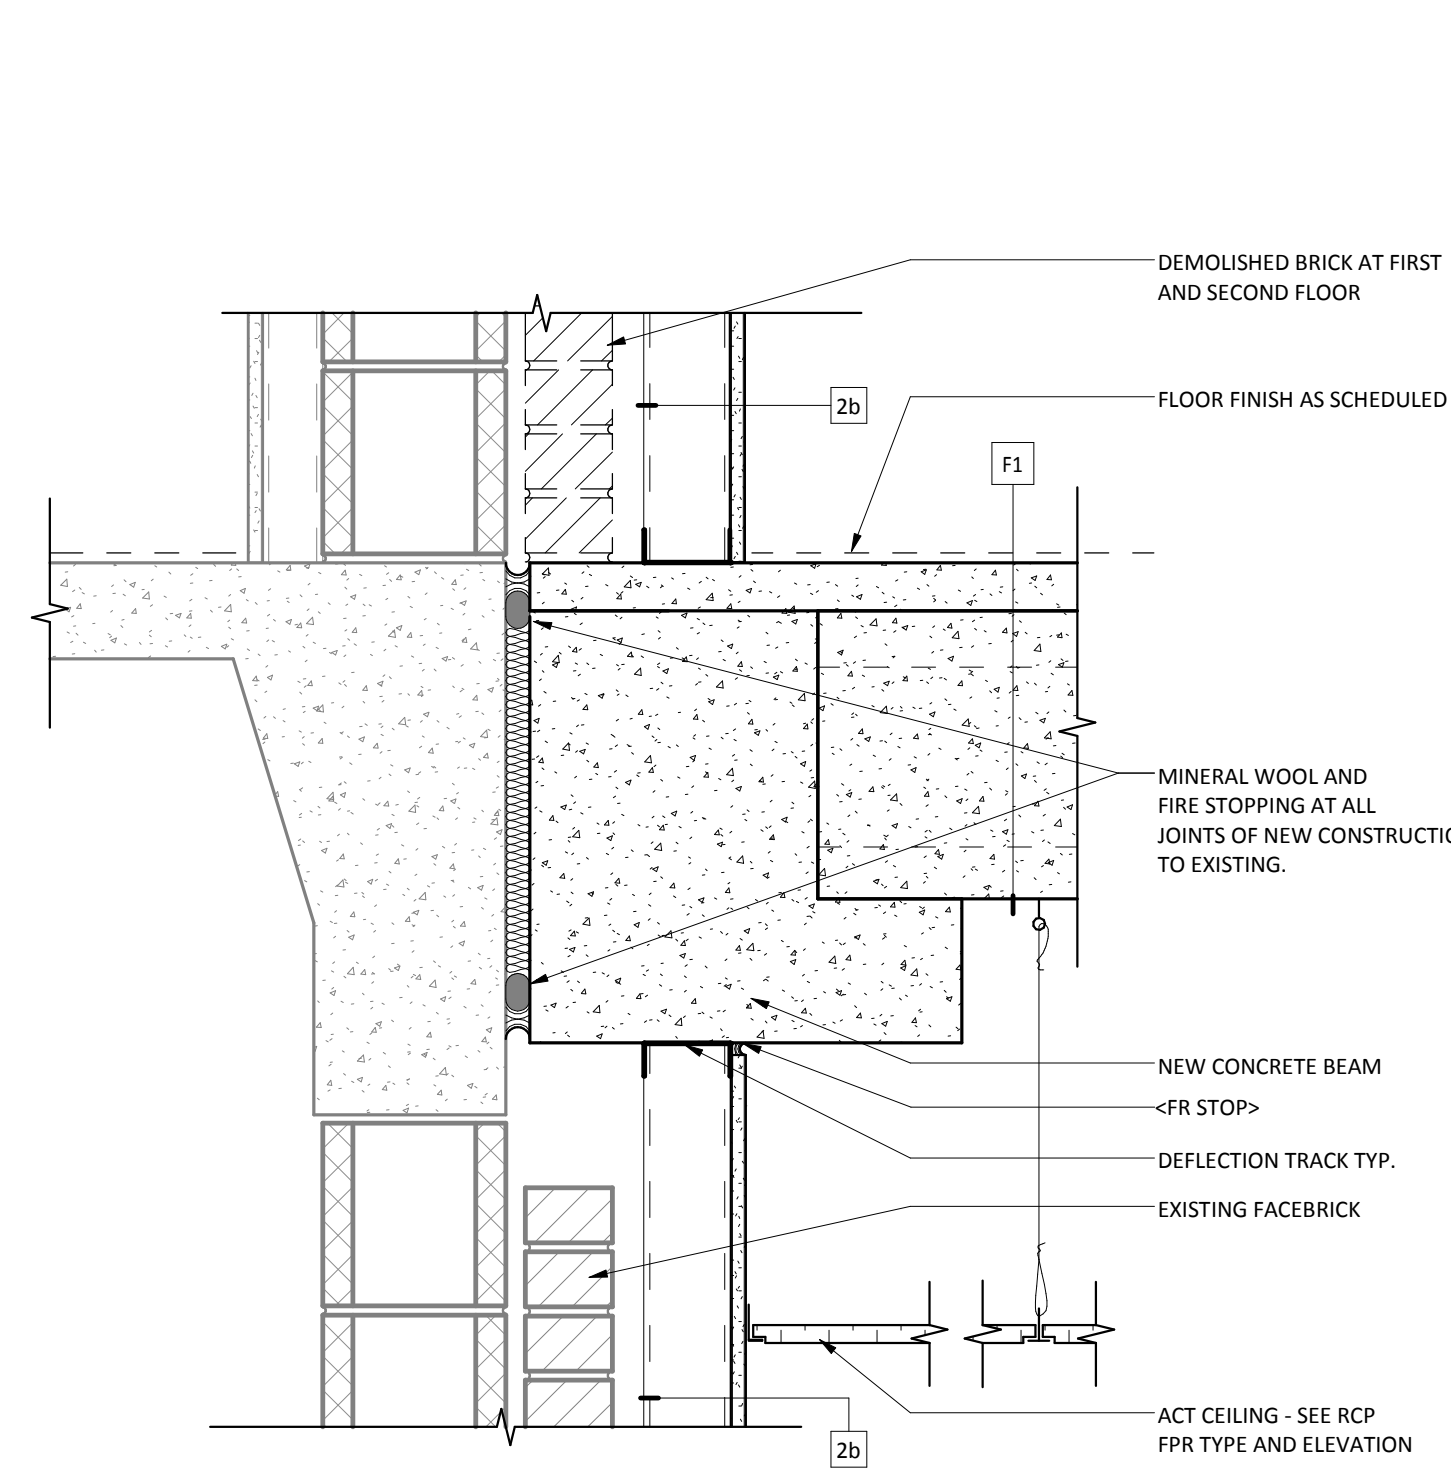 DEMOLISHED BRICK AT FIRST
AND SECOND FLOOR
2b
FLOOR FINISH AS SCHEDULED
F1
MINERAL WOOL AND
FIRE STOPPING AT ALL
JOINTS OF NEW CONSTRUCTIO
TO EXISTING.
NEW CONCRETE BEAM
<FR STOP>
DEFLECTION TRACK TYP.
EXISTING FACEBRICK
ACT CEILING - SEE RCP
FPR TYPE AND ELEVATION
2b